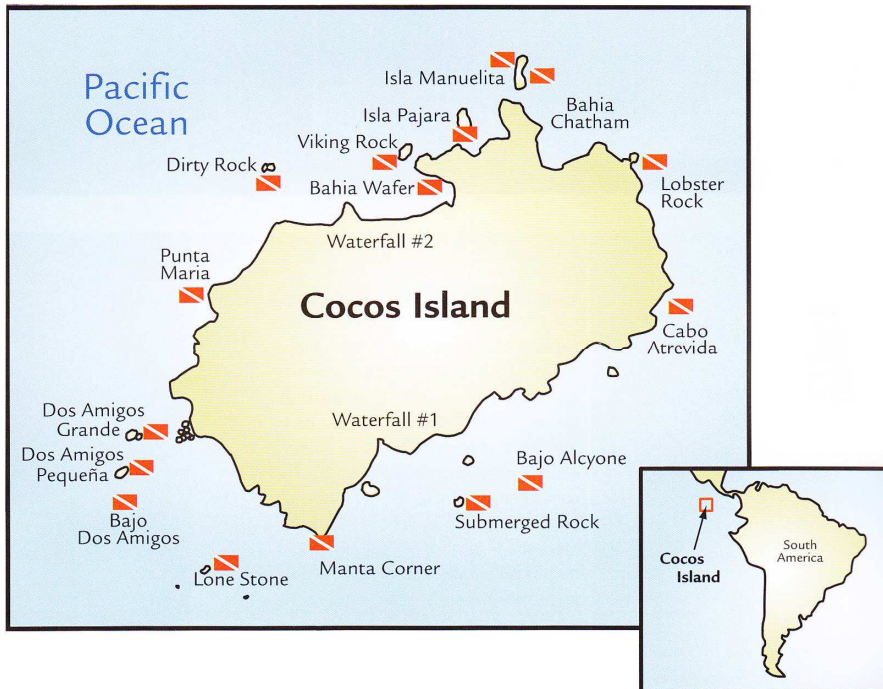 Pacific
Ocean
Isla Manuelita
Isla Pajara
Bahia
Chatham
Viking Rock
Dirty Rock
Bahia Wafer
Lobster
Rock
Waterfall #2
Punta
Maria
Cocos Island
Cabo
Atrevida
Dos Amigos
Grande
Waterfall #1
Dos Amigos
Pequeña
Bajo Alcyone
Bajo
Dos Amigos
Submerged Rock
Lone Stone
Manta Corner
South
America
Cocos
Island